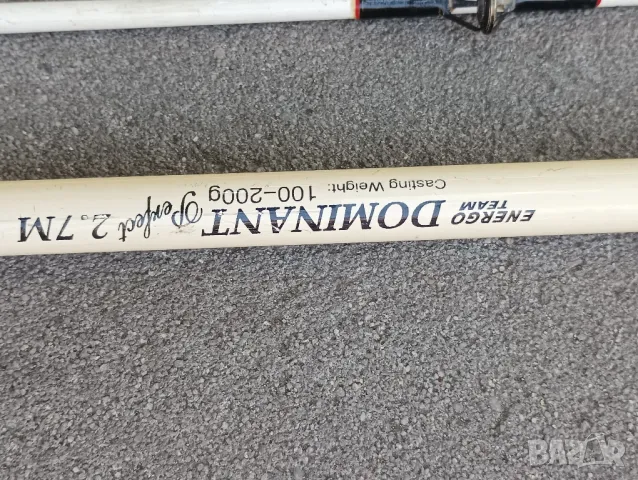 ENERGO
TEAM
DOMINANT Perfect 2.7M
Casting Weight: 100-200g
BAZAR